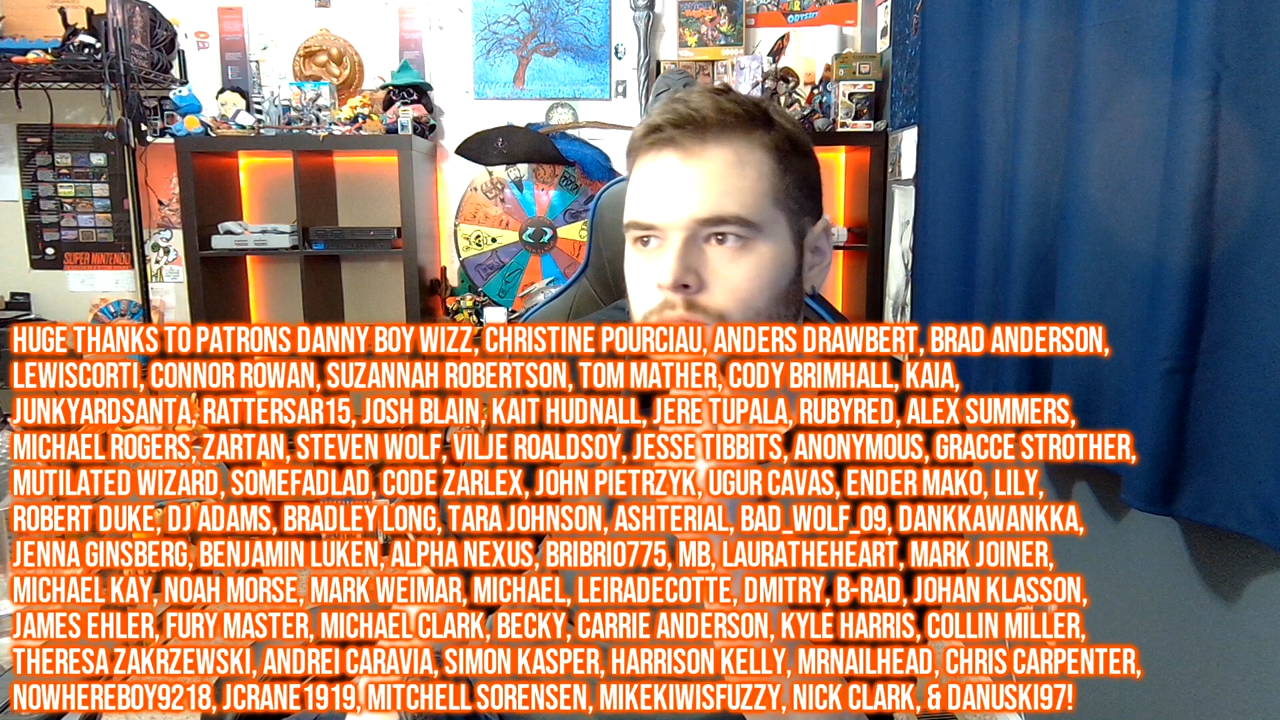 ODYSSEY
SUPER NINTENDO
HUGE THANKS TO PATRONS DANNY BOY WIZZ, CHRISTINE POURCIAU, ANDERS DRAWBERT, BRAD ANDERSON,
LEWISCORTI, CONNOR ROWAN, SUZANNAH ROBERTSON, TOM MATHER, CODY BRIMHALL, KAIA,
JUNKYARDSANTA, RATTERSAR15, JOSH BLAIN, KAIT HUDNALL, JERE TUPALA, RUBYRED, ALEX SUMMERS,
MICHAEL ROGERS, ZARTAN, STEVEN WOLF, VILJE ROALDSOY, JESSE TIBBITS, ANONYMOUS, GRACCE STROTHER,
MUTILATED WIZARD, SOMEFADLAD, CODE ZARLEX, JOHN PIETRZYK, UGUR CAVAS, ENDER MAKO, LILY,
ROBERT DUKE, DJ ADAMS, BRADLEY LONG, TARA JOHNSON, ASHTERIAL, BAD_WOLF_09, DANKKAWANKKA,
JENNA GINSBERG, BENJAMIN LUKEN, ALPHA NEXUS, BRIBRI0775, MB, LAURATHEHEART, MARK JOINER,
MICHAEL KAY, NOAH MORSE, MARK WEIMAR, MICHAEL, LEIRADECOTTE, DMITRY, B-RAD, JOHAN KLASSON,
JAMES EHLER, FURY MASTER, MICHAEL CLARK, BECKY, CARRIE ANDERSON, KYLE HARRIS, COLLIN MILLER,
THERESA ZAKRZEWSKI, ANDREI CARAVIA, SIMON KASPER, HARRISON KELLY, MRNAILHEAD, CHRIS CARPENTER,
NOWHEREBOY9218, JCRANE1919, MITCHELL SORENSEN, MIKEKIWISFUZZY, NICK CLARK, & DANUSKI97!